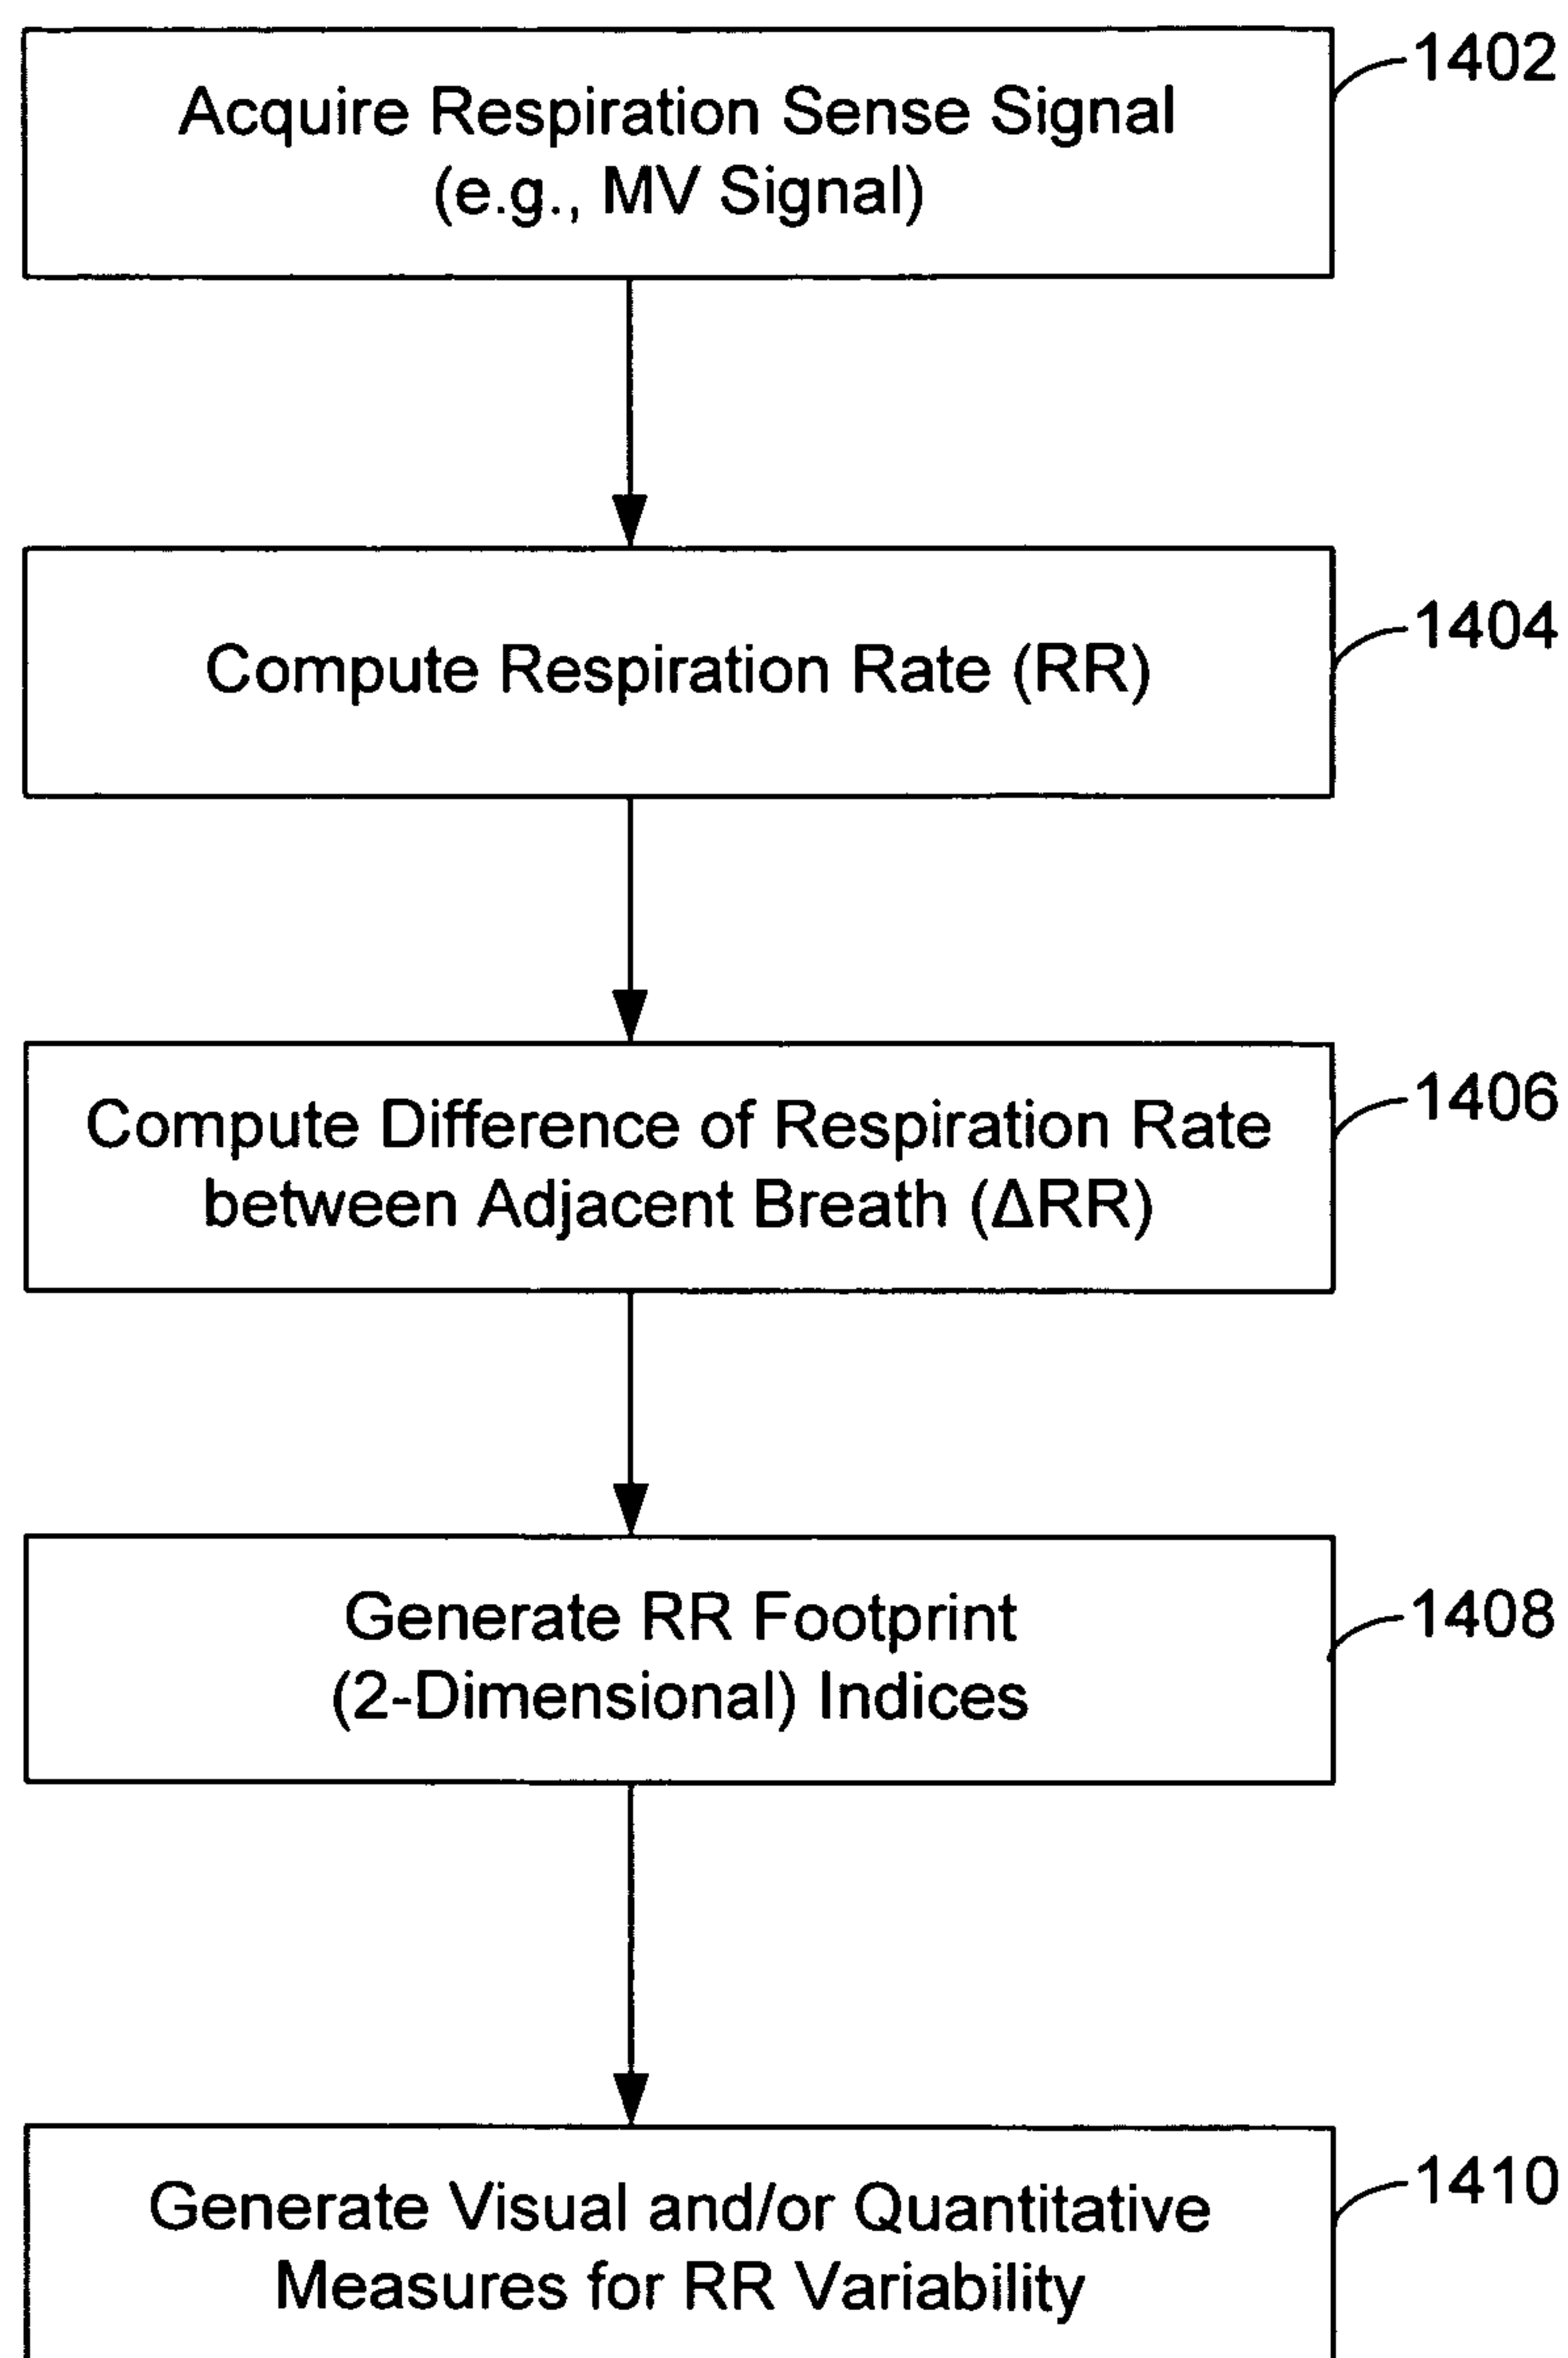 Acquire Respiration Sense Signal
(e.g., MV Signal)
1402
Compute Respiration Rate (RR)
1404
Compute Difference of Respiration Rate
between Adjacent Breath (ΔRR)
1406
Generate RR Footprint
(2-Dimensional) Indices
1408
Generate Visual and/or Quantitative
Measures for RR Variability
1410